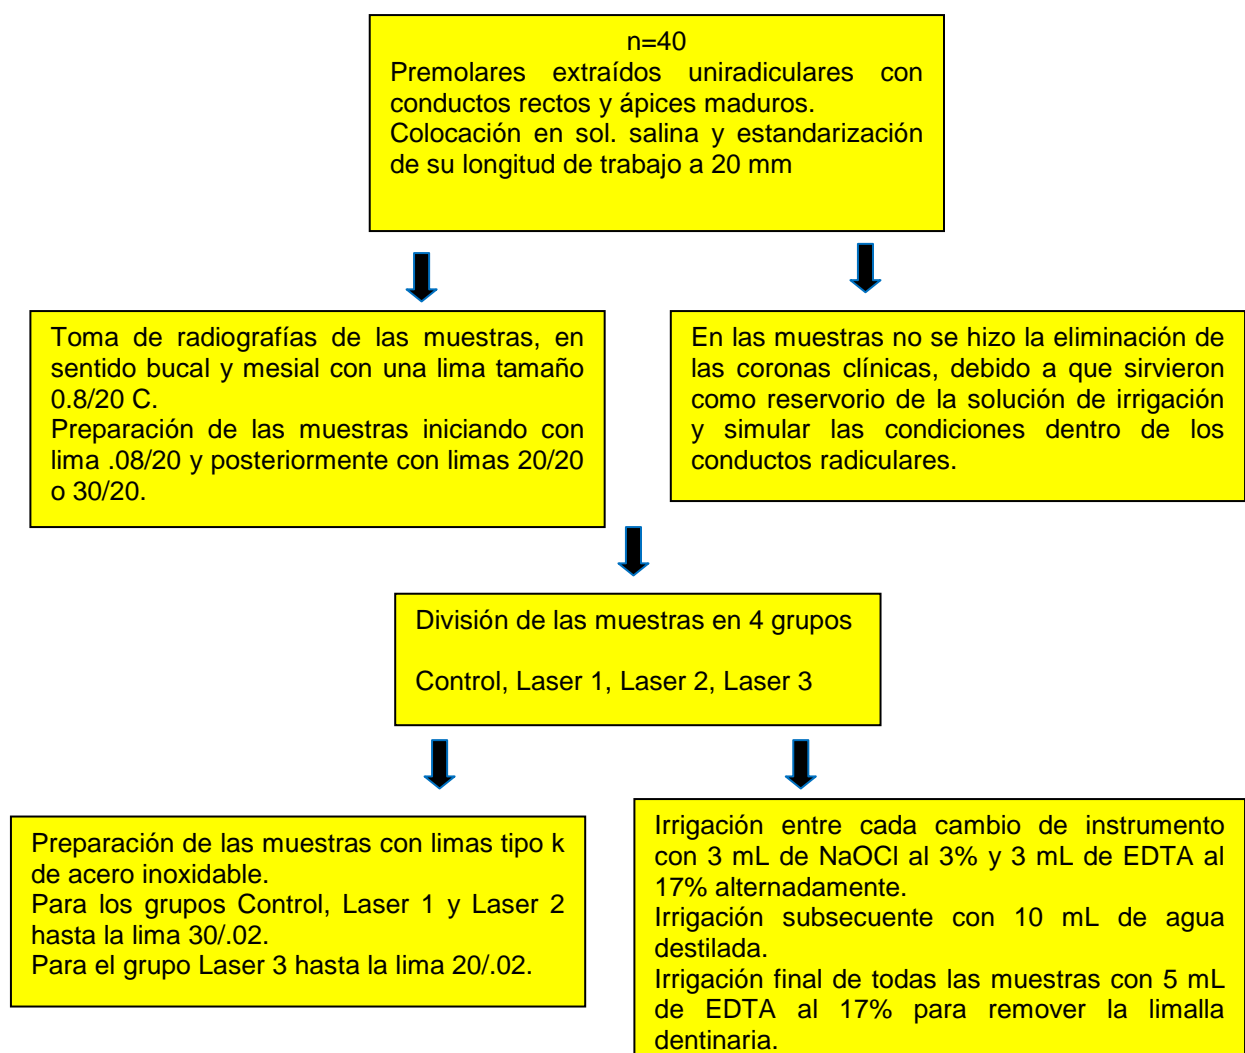 n=40
Premolares extraídos uniradiculares con
conductos rectos y ápices maduros.
Colocación en sol. salina y estandarización
de su longitud de trabajo a 20 mm
Toma de radiografías de las muestras, en
sentido bucal y mesial con una lima tamaño
0.8/20 C.
Preparación de las muestras iniciando con
lima .08/20 y posteriormente con limas 20/20
o 30/20.
En las muestras no se hizo la eliminación de
las coronas clínicas, debido a que sirvieron
como reservorio de la solución de irrigación
y simular las condiciones dentro de los
conductos radiculares.
División de las muestras en 4 grupos
Control, Laser 1, Laser 2, Laser 3
Preparación de las muestras con limas tipo k
de acero inoxidable.
Para los grupos Control, Laser 1 y Laser 2
hasta la lima 30/.02.
Para el grupo Laser 3 hasta la lima 20/.02.
Irrigación entre cada cambio de instrumento
con 3 mL de NaOCl al 3% y 3 mL de EDTA al
17% alternadamente.
Irrigación subsecuente con 10 mL de agua
destilada.
Irrigación final de todas las muestras con 5 mL
de EDTA al 17% para remover la limalla
dentinaria.